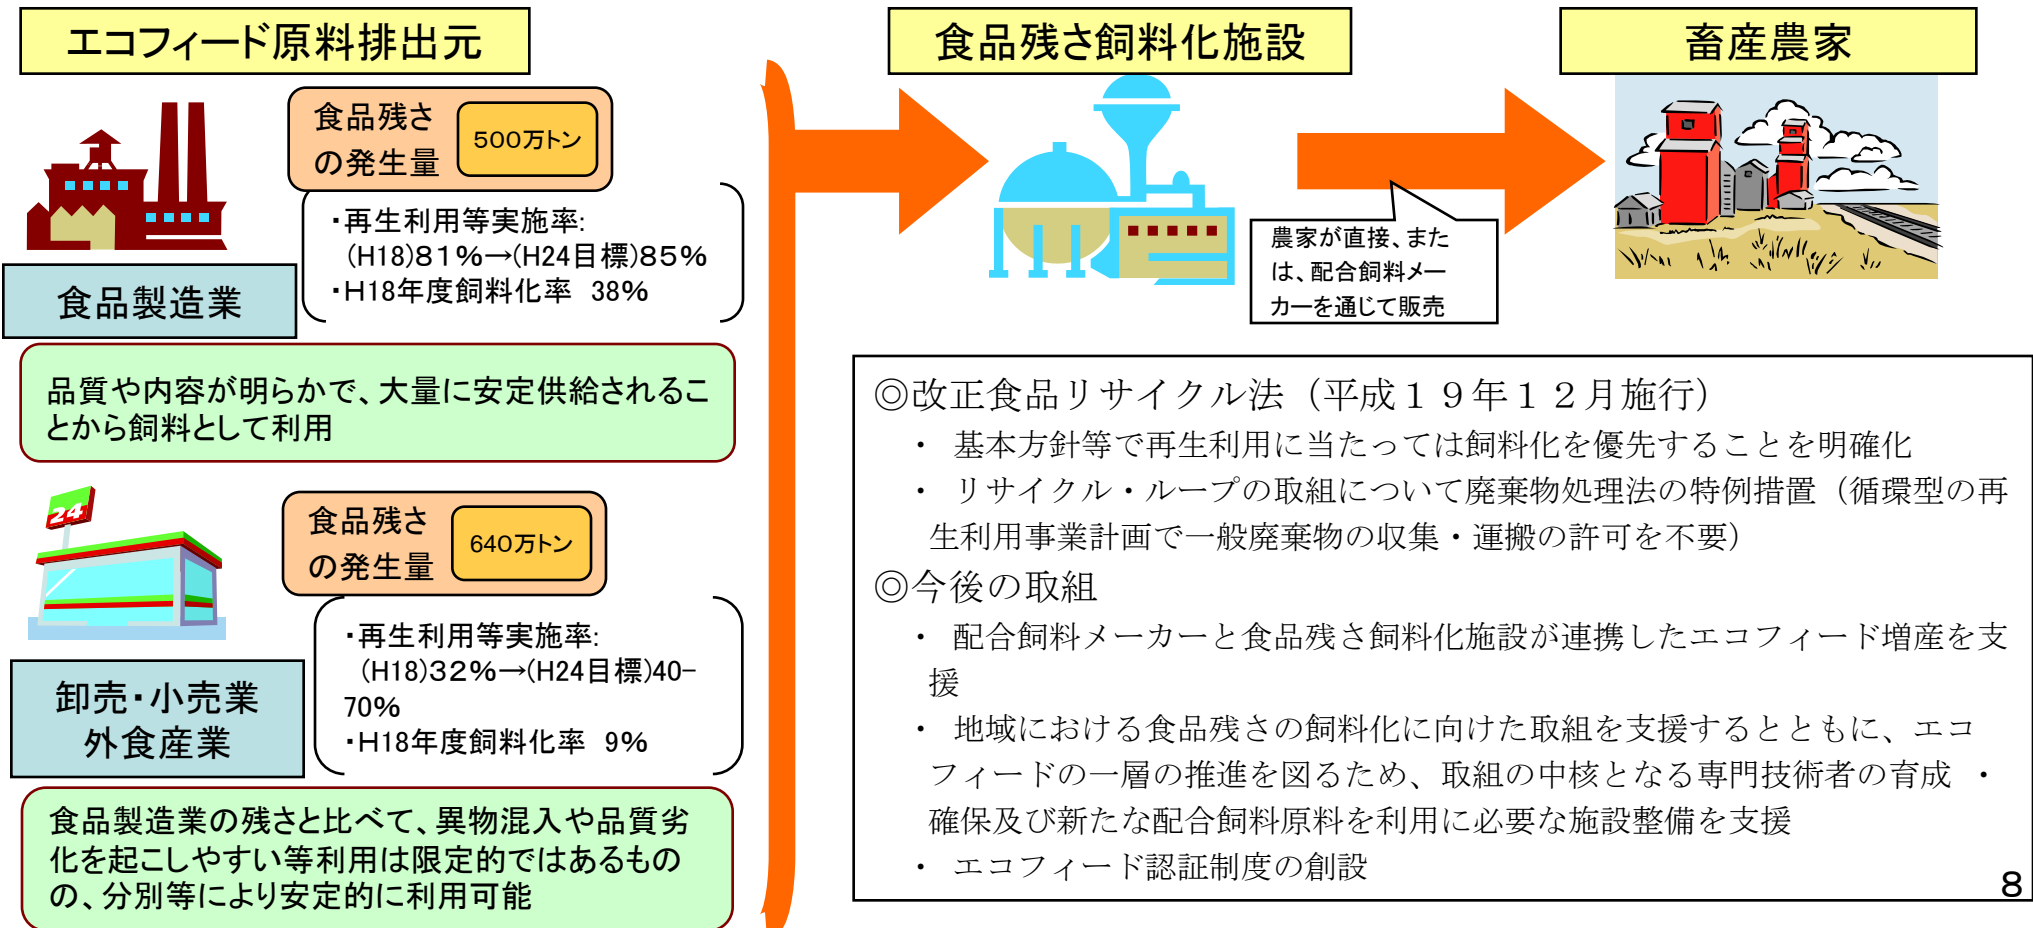 エコフィード原料排出元
食品残さ
の発生量
500万トン
・再生利用等実施率:
(H18)81%→(H24目標)85%
・H18年度飼料化率 38%
食品製造業
品質や内容が明らかで、大量に安定供給されるこ
とから飼料として利用
24
食品残さ
の発生量
640万トン
・再生利用等実施率:
(H18)32%→(H24目標)40-
70%
・H18年度飼料化率 9%
卸売・小売業
外食産業
食品製造業の残さと比べて、異物混入や品質劣
化を起こしやすい等利用は限定的ではあるもの
の、分別等により安定的に利用可能
食品残さ飼料化施設
畜産農家
農家が直接、また
は、配合飼料メー
カーを通じて販売
◎改正食品リサイクル法（平成１９年１２月施行）
・ 基本方針等で再生利用に当たっては飼料化を優先することを明確化
・ リサイクル・ループの取組について廃棄物処理法の特例措置（循環型の再
生利用事業計画で一般廃棄物の収集・運搬の許可を不要）
◎今後の取組
・ 配合飼料メーカーと食品残さ飼料化施設が連携したエコフィード増産を支
援
・ 地域における食品残さの飼料化に向けた取組を支援するとともに、エコ
フィードの一層の推進を図るため、取組の中核となる専門技術者の育成 ・
確保及び新たな配合飼料原料を利用に必要な施設整備を支援
・ エコフィード認証制度の創設
8